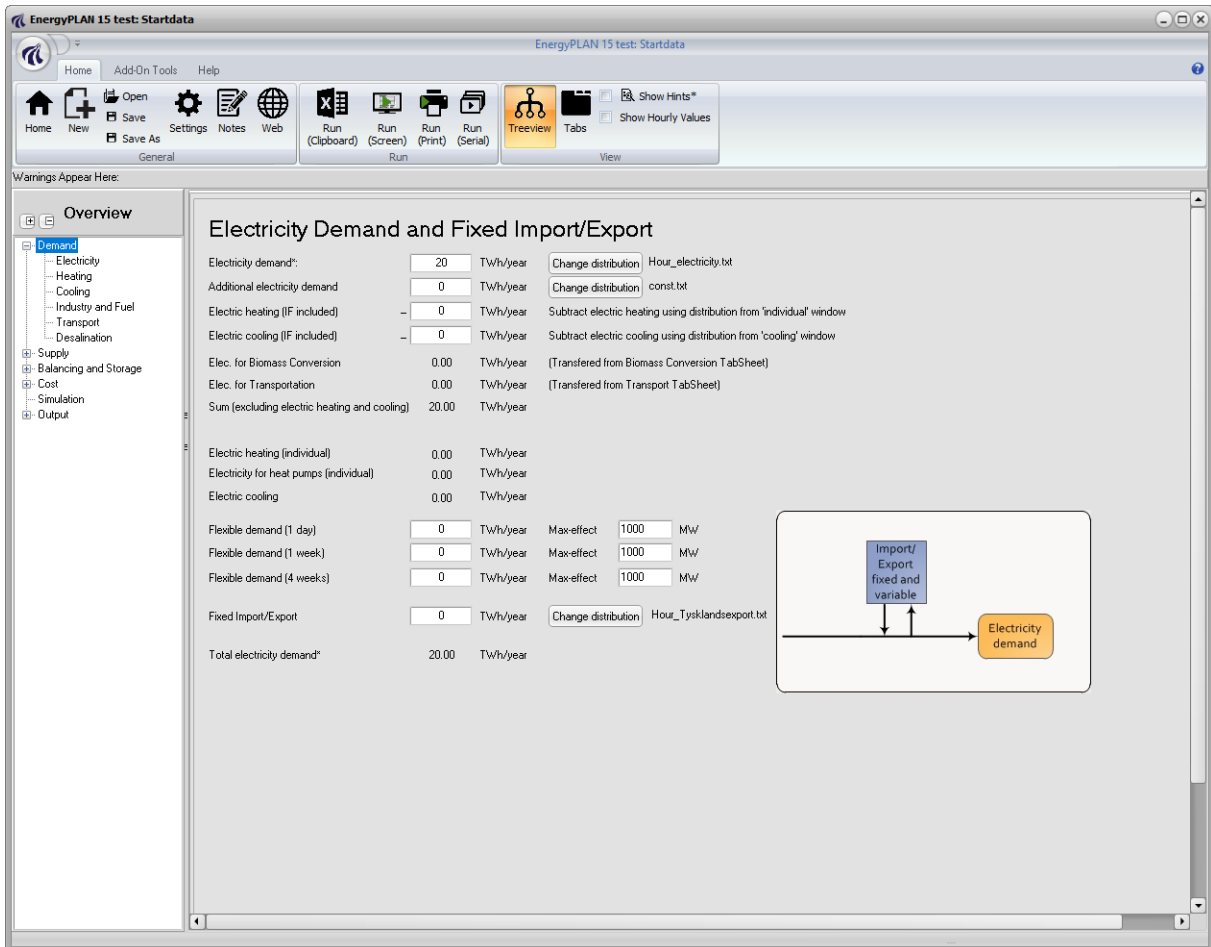 EnergyPLAN 15 test: Startdata
EnergyPLAN 15 test: Startdata
Home Add-On Tools Help
Home New Open Save Save As Settings Notes Web
General
Run (Clipboard) Run (Screen) Run (Print) Run (Serial)
Run
Treeview Tabs Show Hints* Show Hourly Values
View
Warnings Appear Here:
Overview
Demand
Electricity
Heating
Cooling
Industry and Fuel
Transport
Desalination
Supply
Balancing and Storage
Cost
Simulation
Output
Electricity Demand and Fixed Import/Export
Electricity demand*: 20 TWh/year Change distribution Hour_electricity.txt
Additional electricity demand 0 TWh/year Change distribution const.txt
Electric heating (IF included) - 0 TWh/year Subtract electric heating using distribution from 'individual' window
Electric cooling (IF included) - 0 TWh/year Subtract electric cooling using distribution from 'cooling' window
Elec. for Biomass Conversion 0.00 TWh/year (Transfered from Biomass Conversion TabSheet)
Elec. for Transportation 0.00 TWh/year (Transfered from Transport TabSheet)
Sum (excluding electric heating and cooling) 20.00 TWh/year
Electric heating (individual) 0.00 TWh/year
Electricity for heat pumps (individual) 0.00 TWh/year
Electric cooling 0.00 TWh/year
Flexible demand (1 day) 0 TWh/year Max-effect 1000 MW
Flexible demand (1 week) 0 TWh/year Max-effect 1000 MW
Flexible demand (4 weeks) 0 TWh/year Max-effect 1000 MW
Fixed Import/Export 0 TWh/year Change distribution Hour_Tysklandsexport.txt
Total electricity demand* 20.00 TWh/year
Import/
Export
fixed and
variable
Electricity
demand